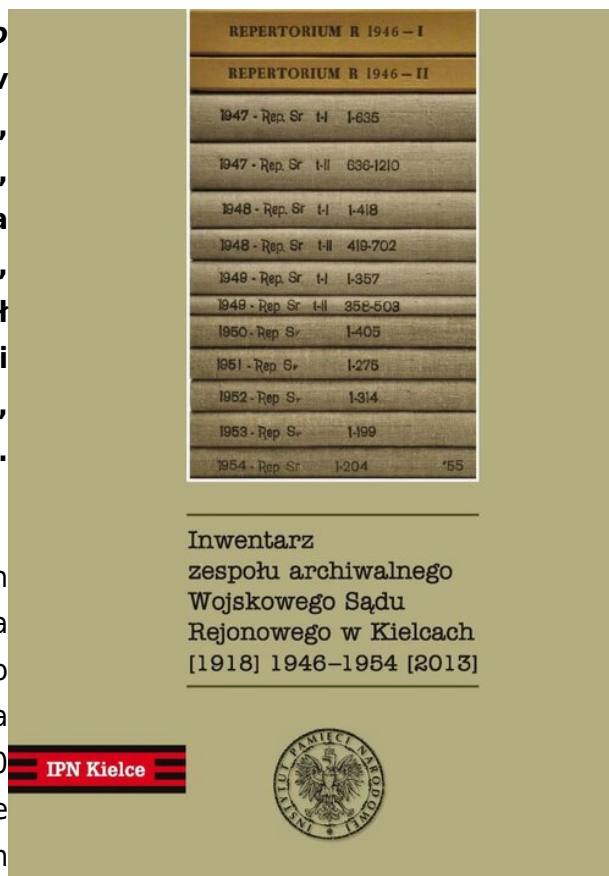 REPERTORIUM R 1946 – I
REPERTORIUM R 1946 – II
1947 - Rep. Sr t-I 1-635
1947 - Rep. Sr t-II 636-1210
1948 - Rep. Sr t-I 1-418
1948 - Rep. Sr t-II 419-702
1949 - Rep. Sr t-I 1-357
1949 - Rep Sr t-II 358-503
1950 - Rep Sr 1-405
1951 - Rep Sr 1-275
1952 - Rep Sr 1-314
1953 - Rep Sr 1-199
1954 - Rep Sr 1-204 '55
Inwentarz
zespołu archiwalnego
Wojskowego Sądu
Rejonowego w Kielcach
[1918] 1946–1954 [2013]
IPN Kielce
INSTYTUT PAMIĘCI NARODOWEJ